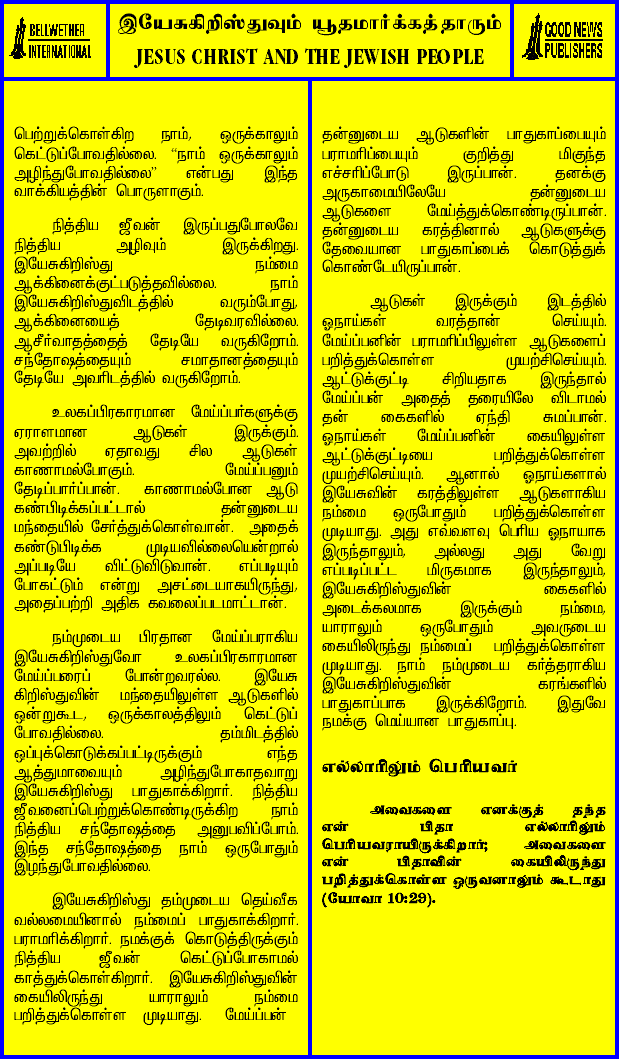 BELLWETHER
INTERNATIONAL
இயேசுகிறிஸ்துவும் யூதமார்க்கத்தாரும்
JESUS CHRIST AND THE JEWISH PEOPLE
GOOD NEWS
PUBLISHERS
பெற்றுக்கொள்கிற நாம், ஒருக்காலும்
கெட்டுப்போவதில்லை. “நாம் ஒருக்காலும்
அழிந்துபோவதில்லை” என்பது இந்த
வாக்கியத்தின் பொருளாகும்.
நித்திய ஜீவன் இருப்பதுபோலவே
நித்திய அழிவும் இருக்கிறது.
இயேசுகிறிஸ்து நம்மை
ஆக்கினைக்குட்படுத்தவில்லை. நாம்
இயேசுகிறிஸ்துவிடத்தில் வரும்போது,
ஆக்கினையைத் தேடிவரவில்லை.
ஆசீர்வாதத்தைத் தேடியே வருகிறோம்.
சந்தோஷத்தையும் சமாதானத்தையும்
தேடியே அவரிடத்தில் வருகிறோம்.
உலகப்பிரகாரமான மேய்ப்பர்களுக்கு
ஏராளமான ஆடுகள் இருக்கும்.
அவற்றில் ஏதாவது சில ஆடுகள்
காணாமல்போகும். மேய்ப்பனும்
தேடிப்பார்ப்பான். காணாமல்போன ஆடு
கண்பிடிக்கப்பட்டால் தன்னுடைய
மந்தையில் சேர்த்துக்கொள்வான். அதைக்
கண்டுபிடிக்க முடியவில்லையென்றால்
அப்படியே விட்டுவிடுவான். எப்படியும்
போகட்டும் என்று அசட்டையாகயிருந்து,
அதைப்பற்றி அதிக கவலைப்படமாட்டான்.
நம்முடைய பிரதான மேய்ப்பராகிய
இயேசுகிறிஸ்துவோ உலகப்பிரகாரமான
மேய்ப்பரைப் போன்றவரல்ல. இயேசு
கிறிஸ்துவின் மந்தையிலுள்ள ஆடுகளில்
ஒன்றுகூட, ஒருக்காலத்திலும் கெட்டுப்
போவதில்லை. தம்மிடத்தில்
ஒப்புக்கொடுக்கப்பட்டிருக்கும் எந்த
ஆத்துமாவையும் அழிந்துபோகாதவாறு
இயேசுகிறிஸ்து பாதுகாக்கிறார். நித்திய
ஜீவனைப்பெற்றுக்கொண்டிருக்கிற நாம்
நித்திய சந்தோஷத்தை அனுபவிப்போம்.
இந்த சந்தோஷத்தை நாம் ஒருபோதும்
இழந்துபோவதில்லை.
இயேசுகிறிஸ்து தம்முடைய தெய்வீக
வல்லமையினால் நம்மைப் பாதுகாக்கிறார்.
பராமரிக்கிறார். நமக்குக் கொடுத்திருக்கும்
நித்திய ஜீவன் கெட்டுப்போகாமல்
காத்துக்கொள்கிறார். இயேசுகிறிஸ்துவின்
கையிலிருந்து யாராலும் நம்மை
பறித்துக்கொள்ள முடியாது. மேய்ப்பன்
தன்னுடைய ஆடுகளின் பாதுகாப்பையும்
பராமரிப்பையும் குறித்து மிகுந்த
எச்சரிப்போடு இருப்பான். தனக்கு
அருகாமையிலேயே தன்னுடைய
ஆடுகளை மேய்த்துக்கொண்டிருப்பான்.
தன்னுடைய கரத்தினால் ஆடுகளுக்கு
தேவையான பாதுகாப்பைக் கொடுத்துக்
கொண்டேயிருப்பான்.
ஆடுகள் இருக்கும் இடத்தில்
ஓநாய்கள் வரத்தான் செய்யும்.
மேய்ப்பனின் பராமரிப்பிலுள்ள ஆடுகளைப்
பறித்துக்கொள்ள முயற்சிசெய்யும்.
ஆட்டுக்குட்டி சிறியதாக இருந்தால்
மேய்ப்பன் அதைத் தரையிலே விடாமல்
தன் கைகளில் ஏந்தி சுமப்பான்.
ஓநாய்கள் மேய்ப்பனின் கையிலுள்ள
ஆட்டுக்குட்டியை பறித்துக்கொள்ள
முயற்சிசெய்யும். ஆனால் ஓநாய்களால்
இயேசுவின் கரத்திலுள்ள ஆடுகளாகிய
நம்மை ஒருபோதும் பறித்துக்கொள்ள
முடியாது. அது எவ்வளவு பெரிய ஓநாயாக
இருந்தாலும், அல்லது அது வேறு
எப்படிப்பட்ட மிருகமாக இருந்தாலும்,
இயேசுகிறிஸ்துவின் கைகளில்
அடைக்கலமாக இருக்கும் நம்மை,
யாராலும் ஒருபோதும் அவருடைய
கையிலிருந்து நம்மைப் பறித்துக்கொள்ள
முடியாது. நாம் நம்முடைய கர்த்தராகிய
இயேசுகிறிஸ்துவின் கரங்களில்
பாதுகாப்பாக இருக்கிறோம். இதுவே
நமக்கு மெய்யான பாதுகாப்பு.
எல்லாரிலும் பெரியவர்
அவைகளை எனக்குத் தந்த
என் பிதா எல்லாரிலும்
பெரியவராயிருக்கிறார்; அவைகளை
என் பிதாவின் கையிலிருந்து
பறித்துக்கொள்ள ஒருவனாலும் கூடாது
(யோவா 10:29).